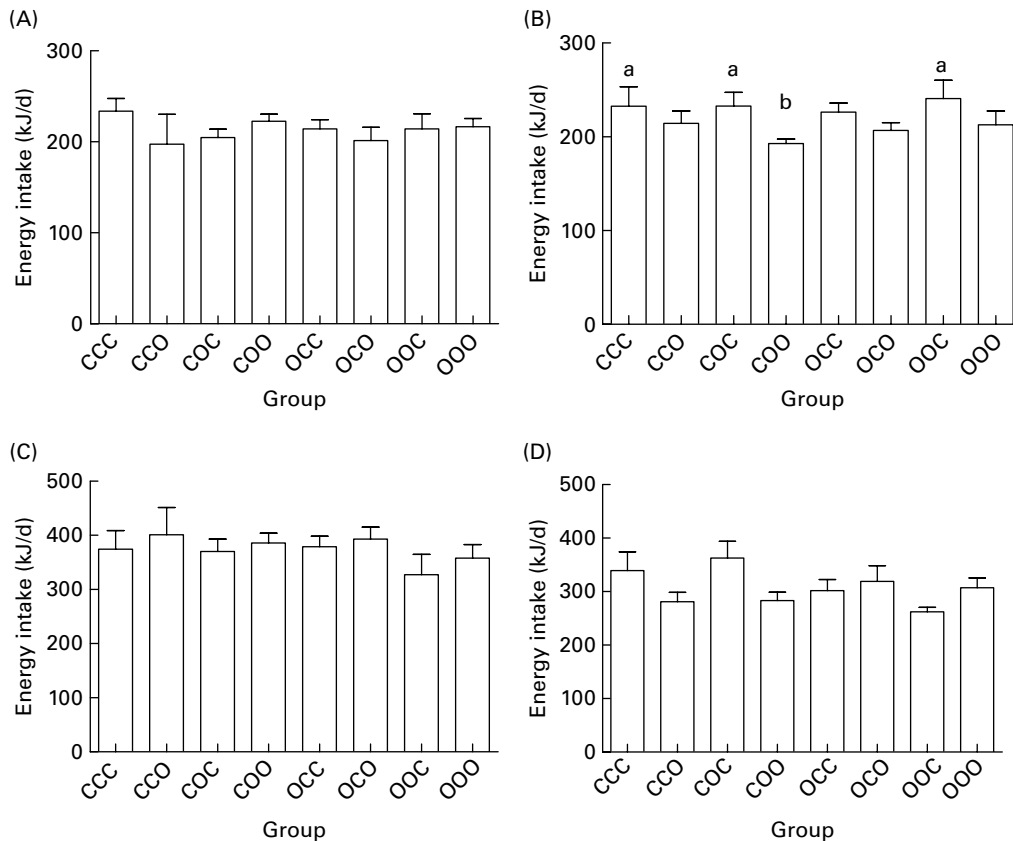 (A)
300
200
100
0
Energy intake (kJ/d)
CCC CCO COC COO OCC OCO OOC OOO
Group
(B)
300
200
100
0
Energy intake (kJ/d)
a a b a
CCC CCO COC COO OCC OCO OOC OOO
Group
(C)
500
400
300
200
100
0
Energy intake (kJ/d)
CCC CCO COC COO OCC OCO OOC OOO
Group
(D)
500
400
300
200
100
0
Energy intake (kJ/d)
CCC CCO COC COO OCC OCO OOC OOO
Group